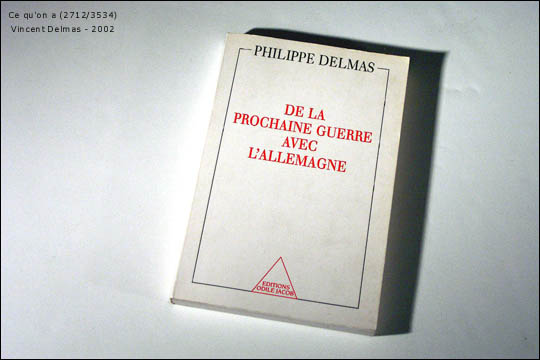 Ce qu'on a (2712/3534)
Vincent Delmas - 2002
PHILIPPE DELMAS
DE LA
PROCHAINE GUERRE
AVEC
L'ALLEMAGNE
EDITIONS
ODILE JACOB